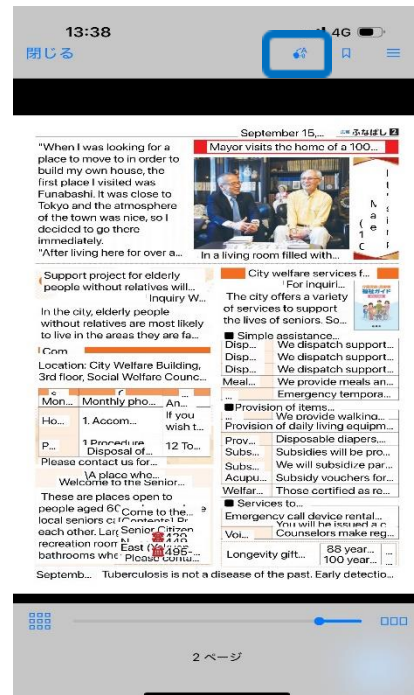 13:38
4G
閉じる
September 15,...
ふなばし 2
"When I was looking for a
place to move to in order to
build my own house, the
first place I visited was
Funabashi. It was close to
Tokyo and the atmosphere
of the town was nice, so I
decided to go there
immediately.
"After living here for over a...
Mayor visits the home of a 100...
In a living room filled with...
Support project for elderly
people without relatives will...
Inquiry W...
In the city, elderly people
without relatives are most likely
to live in the areas they are fa...
Com
Location: City Welfare Building,
3rd floor, Social Welfare Counc...
Mon... Monthly pho... An...
Ho... 1. Accom... If you
wish t...
P... 1 Procedure
Disposal of... 12 To...
Please contact us for...
\A place who...
Welcome to the Senior...
These are places open to
people aged 60
local seniors ca
each other. Larg
recreation room
bathrooms whe
Come to the...
Senior Citizen
East
495-...
Please conta...
City welfare services f...
For inquiri...
The city offers a variety
of services to support
the lives of seniors. So...
福祉ガイド
■ Simple assistance...
Disp... We dispatch support...
Disp... We dispatch support...
Disp... We dispatch support...
Meal... We provide meals an...
... Emergency tempora...
■Provision of items...
... We provide walking...
Provision of daily living equipm...
Prov... Disposable diapers,...
Subs... Subsidies will be pro...
Subs... We will subsidize par...
Acupu... Subsidy vouchers for...
Welfar... Those certified as re...
■ Services to...
Emergency call device rental...
You will be issued a c
Voi... Counselors make reg...
Longevity gift... 88 year... ...
100 year... ...
Septemb... Tuberculosis is not a disease of the past. Early detectio...
2 ページ